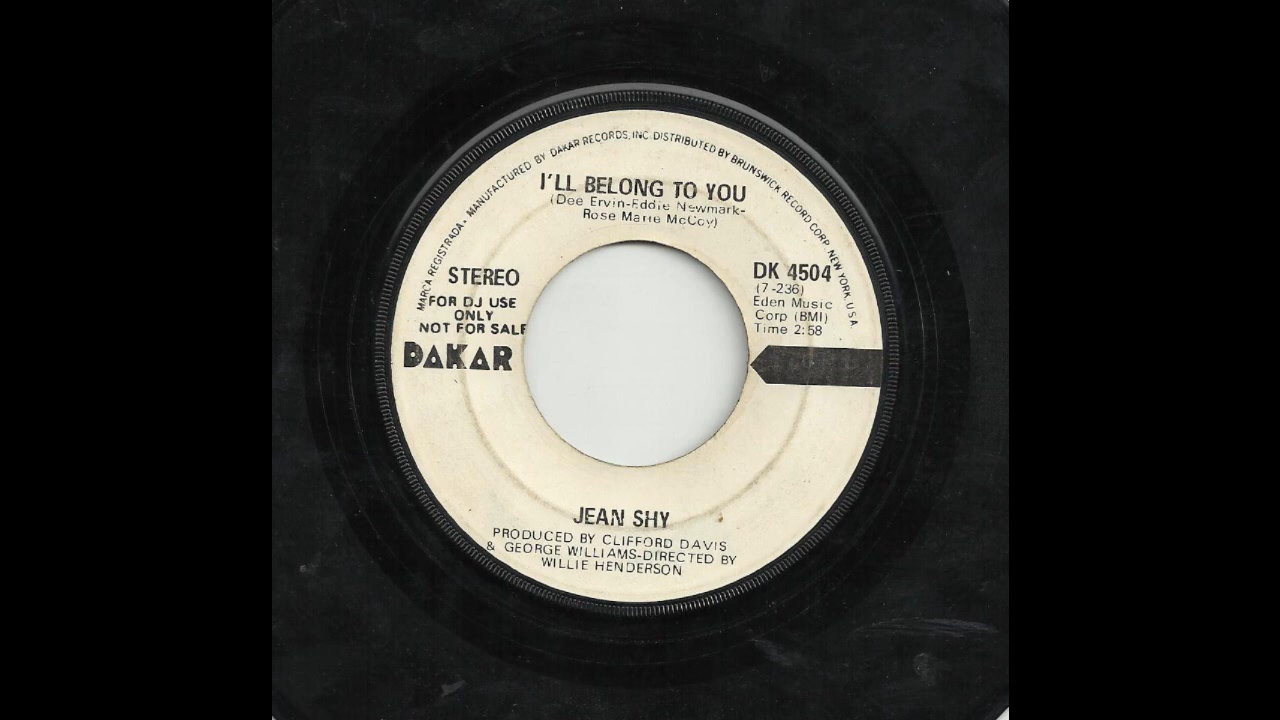 MARCA REGISTRADA • MANUFACTURED BY DAKAR RECORDS, INC. DISTRIBUTED BY BRUNSWICK RECORD CORP. NEW YORK, U.S.A.
I'LL BELONG TO YOU
(Dee Ervin-Eddie Newmark-
Rose Marie McCoy)
STEREO
FOR DJ USE
ONLY
NOT FOR SALE
DAKAR
DK 4504
(7-236)
Eden Music
Corp (BMI)
Time 2:58
JEAN SHY
PRODUCED BY CLIFFORD DAVIS
& GEORGE WILLIAMS-DIRECTED BY
WILLIE HENDERSON